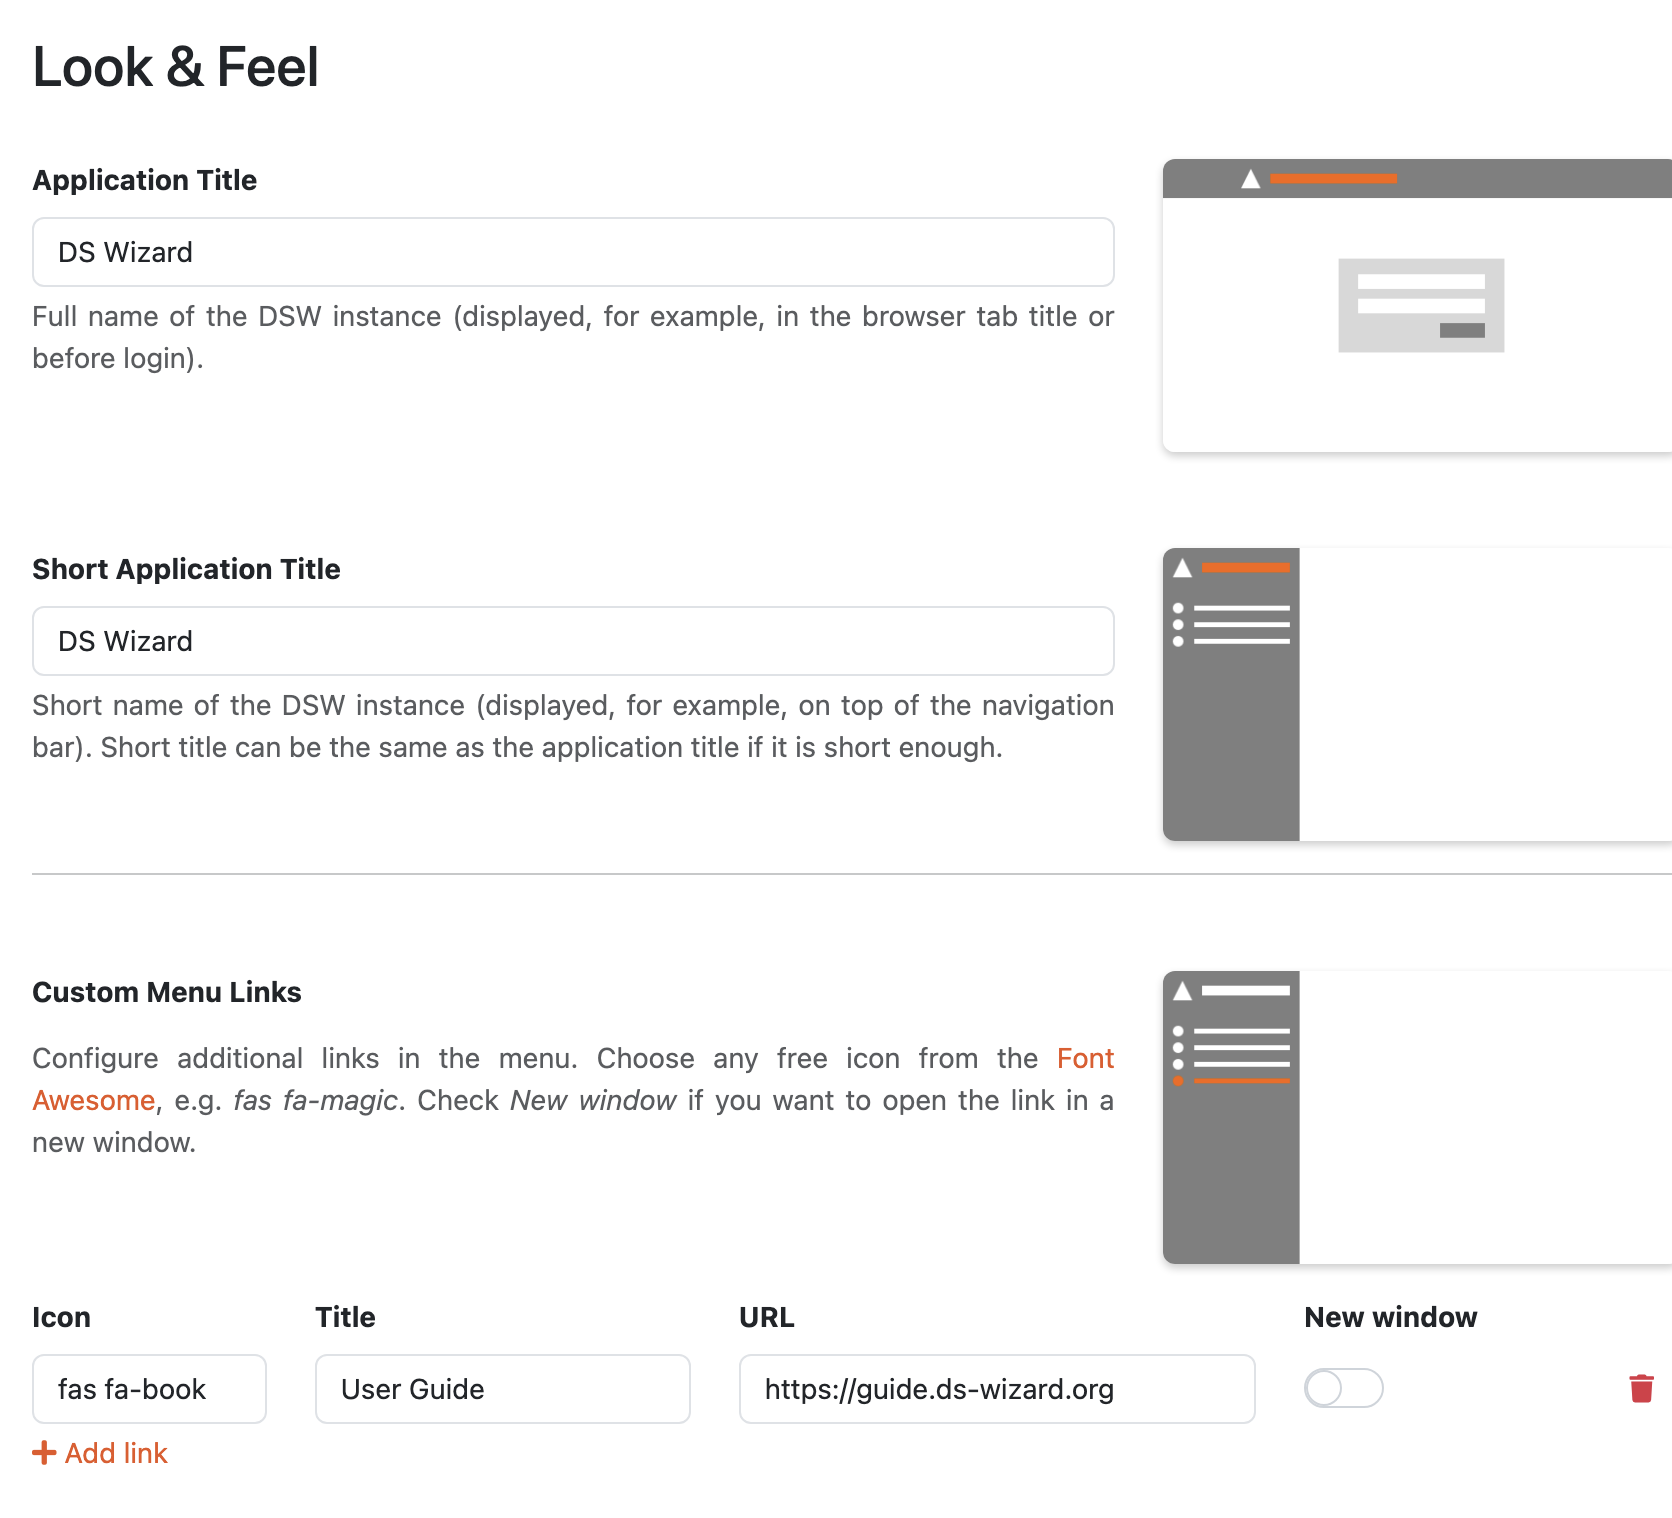 Look & Feel
Application Title
DS Wizard
Full name of the DSW instance (displayed, for example, in the browser tab title or
before login).
Short Application Title
DS Wizard
Short name of the DSW instance (displayed, for example, on top of the navigation
bar). Short title can be the same as the application title if it is short enough.
Custom Menu Links
Configure additional links in the menu. Choose any free icon from the Font
Awesome, e.g. fas fa-magic. Check New window if you want to open the link in a
new window.
Icon Title URL New window
fas fa-book User Guide https://guide.ds-wizard.org
Add link